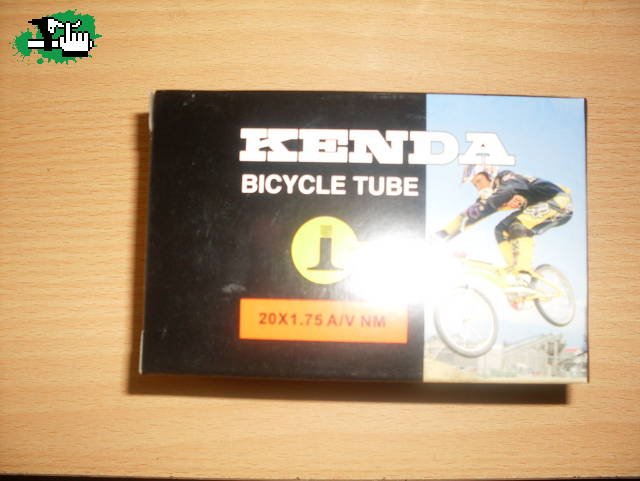 KENDA
BICYCLE TUBE
20X1.75 A/V NM